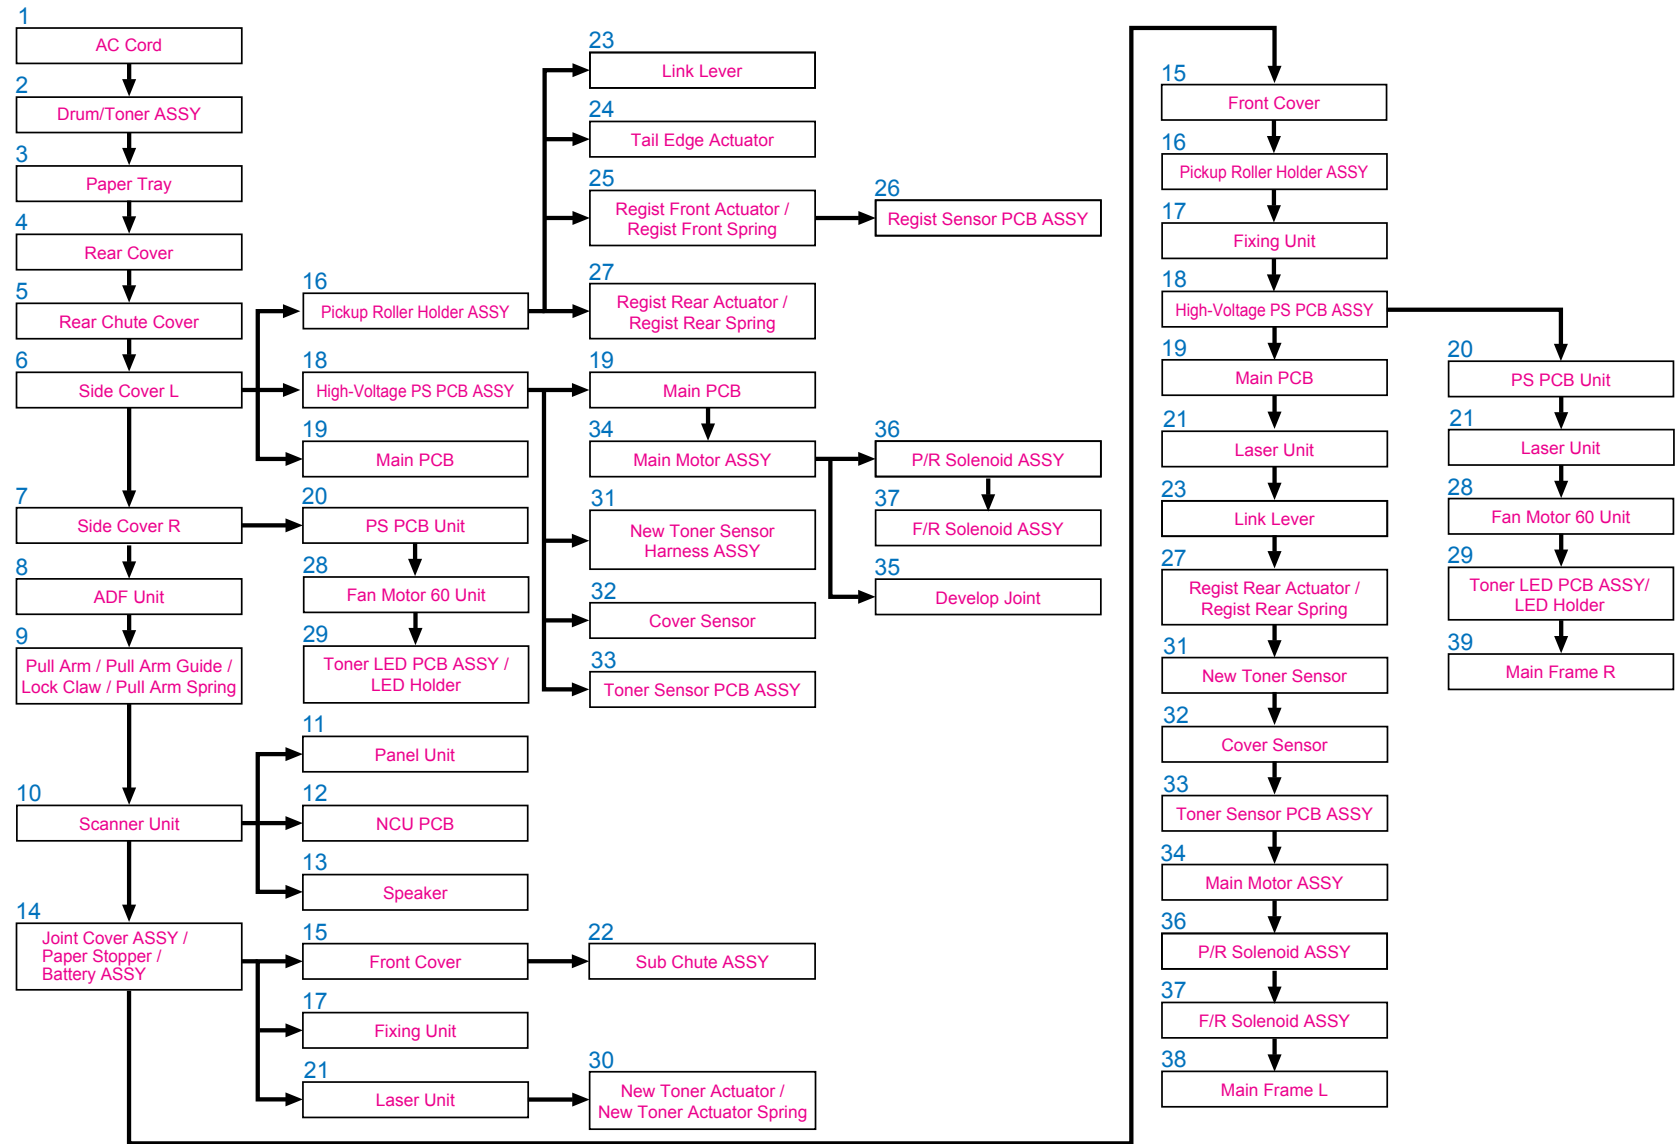 1
AC Cord
2
Drum/Toner ASSY
3
Paper Tray
4
Rear Cover
5
Rear Chute Cover
6
Side Cover L
7
Side Cover R
8
ADF Unit
9
Pull Arm / Pull Arm Guide /
Lock Claw / Pull Arm Spring
10
Scanner Unit
14
Joint Cover ASSY /
Paper Stopper /
Battery ASSY
16
Pickup Roller Holder ASSY
18
High-Voltage PS PCB ASSY
19
Main PCB
20
PS PCB Unit
28
Fan Motor 60 Unit
29
Toner LED PCB ASSY /
LED Holder
11
Panel Unit
12
NCU PCB
13
Speaker
15
Front Cover
17
Fixing Unit
21
Laser Unit
23
Link Lever
24
Tail Edge Actuator
25
Regist Front Actuator /
Regist Front Spring
27
Regist Rear Actuator /
Regist Rear Spring
19
Main PCB
34
Main Motor ASSY
31
New Toner Sensor
Harness ASSY
32
Cover Sensor
33
Toner Sensor PCB ASSY
22
Sub Chute ASSY
30
New Toner Actuator /
New Toner Actuator Spring
26
Regist Sensor PCB ASSY
36
P/R Solenoid ASSY
37
F/R Solenoid ASSY
35
Develop Joint
15
Front Cover
16
Pickup Roller Holder ASSY
17
Fixing Unit
18
High-Voltage PS PCB ASSY
19
Main PCB
21
Laser Unit
23
Link Lever
27
Regist Rear Actuator /
Regist Rear Spring
31
New Toner Sensor
32
Cover Sensor
33
Toner Sensor PCB ASSY
34
Main Motor ASSY
36
P/R Solenoid ASSY
37
F/R Solenoid ASSY
38
Main Frame L
20
PS PCB Unit
21
Laser Unit
28
Fan Motor 60 Unit
29
Toner LED PCB ASSY/
LED Holder
39
Main Frame R